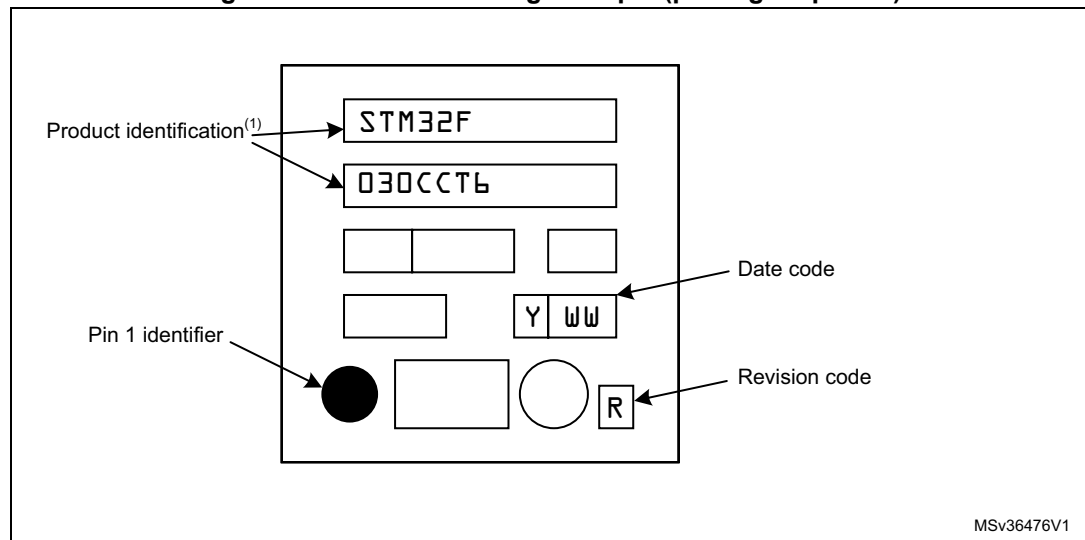 STM32F
Product identification(1)
030CCT6
Date code
Y WW
Pin 1 identifier
Revision code
R
MSv36476V1